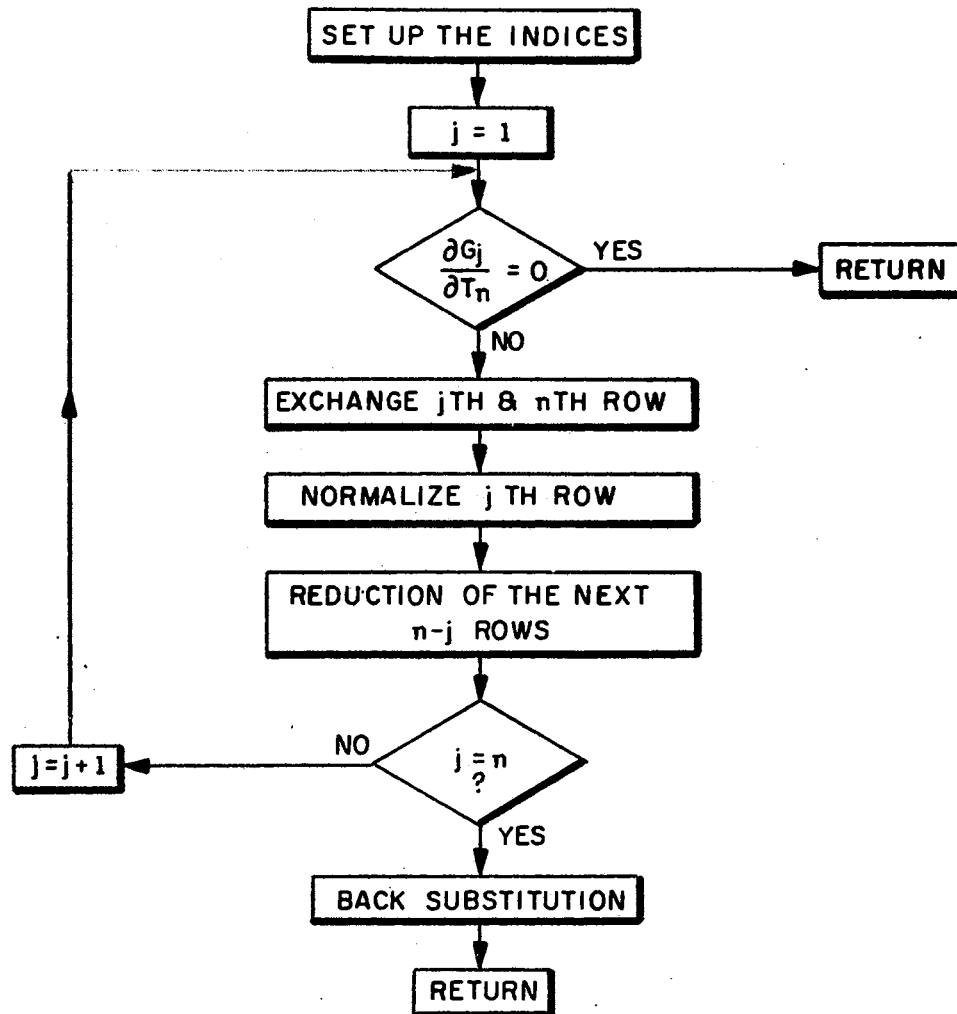 SET UP THE INDICES
j = 1
∂Gj
∂Tn
= 0
YES
RETURN
NO
EXCHANGE jTH & nTH ROW
NORMALIZE j TH ROW
REDUCTION OF THE NEXT
n-j ROWS
NO
j=j+1
j = n
?
YES
BACK SUBSTITUTION
RETURN